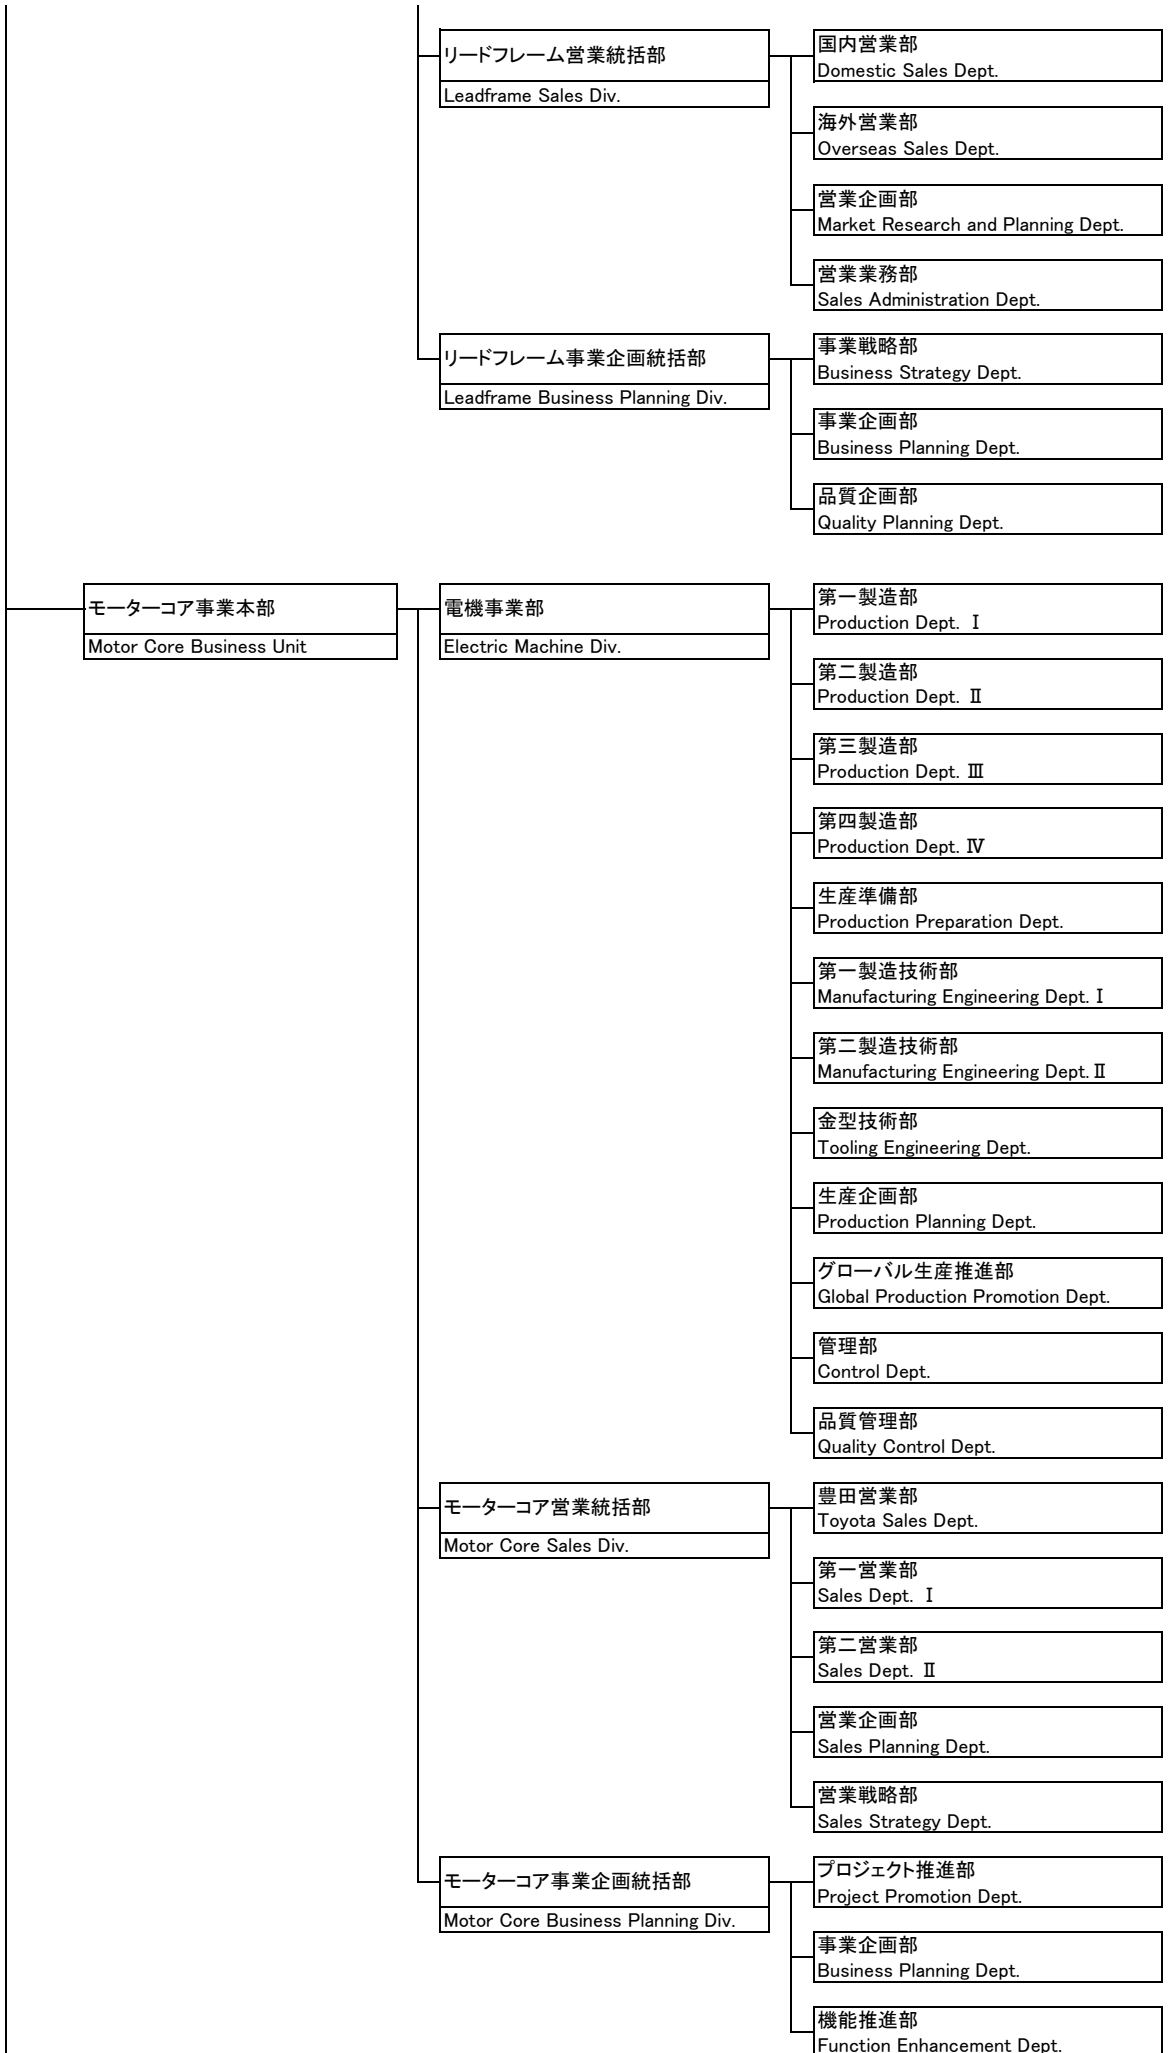 リードフレーム営業統括部
Leadframe Sales Div.
国内営業部
Domestic Sales Dept.
海外営業部
Overseas Sales Dept.
営業企画部
Market Research and Planning Dept.
営業業務部
Sales Administration Dept.
リードフレーム事業企画統括部
Leadframe Business Planning Div.
事業戦略部
Business Strategy Dept.
事業企画部
Business Planning Dept.
品質企画部
Quality Planning Dept.
モーターコア事業本部
Motor Core Business Unit
電機事業部
Electric Machine Div.
第一製造部
Production Dept. Ⅰ
第二製造部
Production Dept. Ⅱ
第三製造部
Production Dept. Ⅲ
第四製造部
Production Dept. Ⅳ
生産準備部
Production Preparation Dept.
第一製造技術部
Manufacturing Engineering Dept. Ⅰ
第二製造技術部
Manufacturing Engineering Dept. Ⅱ
金型技術部
Tooling Engineering Dept.
生産企画部
Production Planning Dept.
グローバル生産推進部
Global Production Promotion Dept.
管理部
Control Dept.
品質管理部
Quality Control Dept.
モーターコア営業統括部
Motor Core Sales Div.
豊田営業部
Toyota Sales Dept.
第一営業部
Sales Dept. Ⅰ
第二営業部
Sales Dept. Ⅱ
営業企画部
Sales Planning Dept.
営業戦略部
Sales Strategy Dept.
モーターコア事業企画統括部
Motor Core Business Planning Div.
プロジェクト推進部
Project Promotion Dept.
事業企画部
Business Planning Dept.
機能推進部
Function Enhancement Dept.